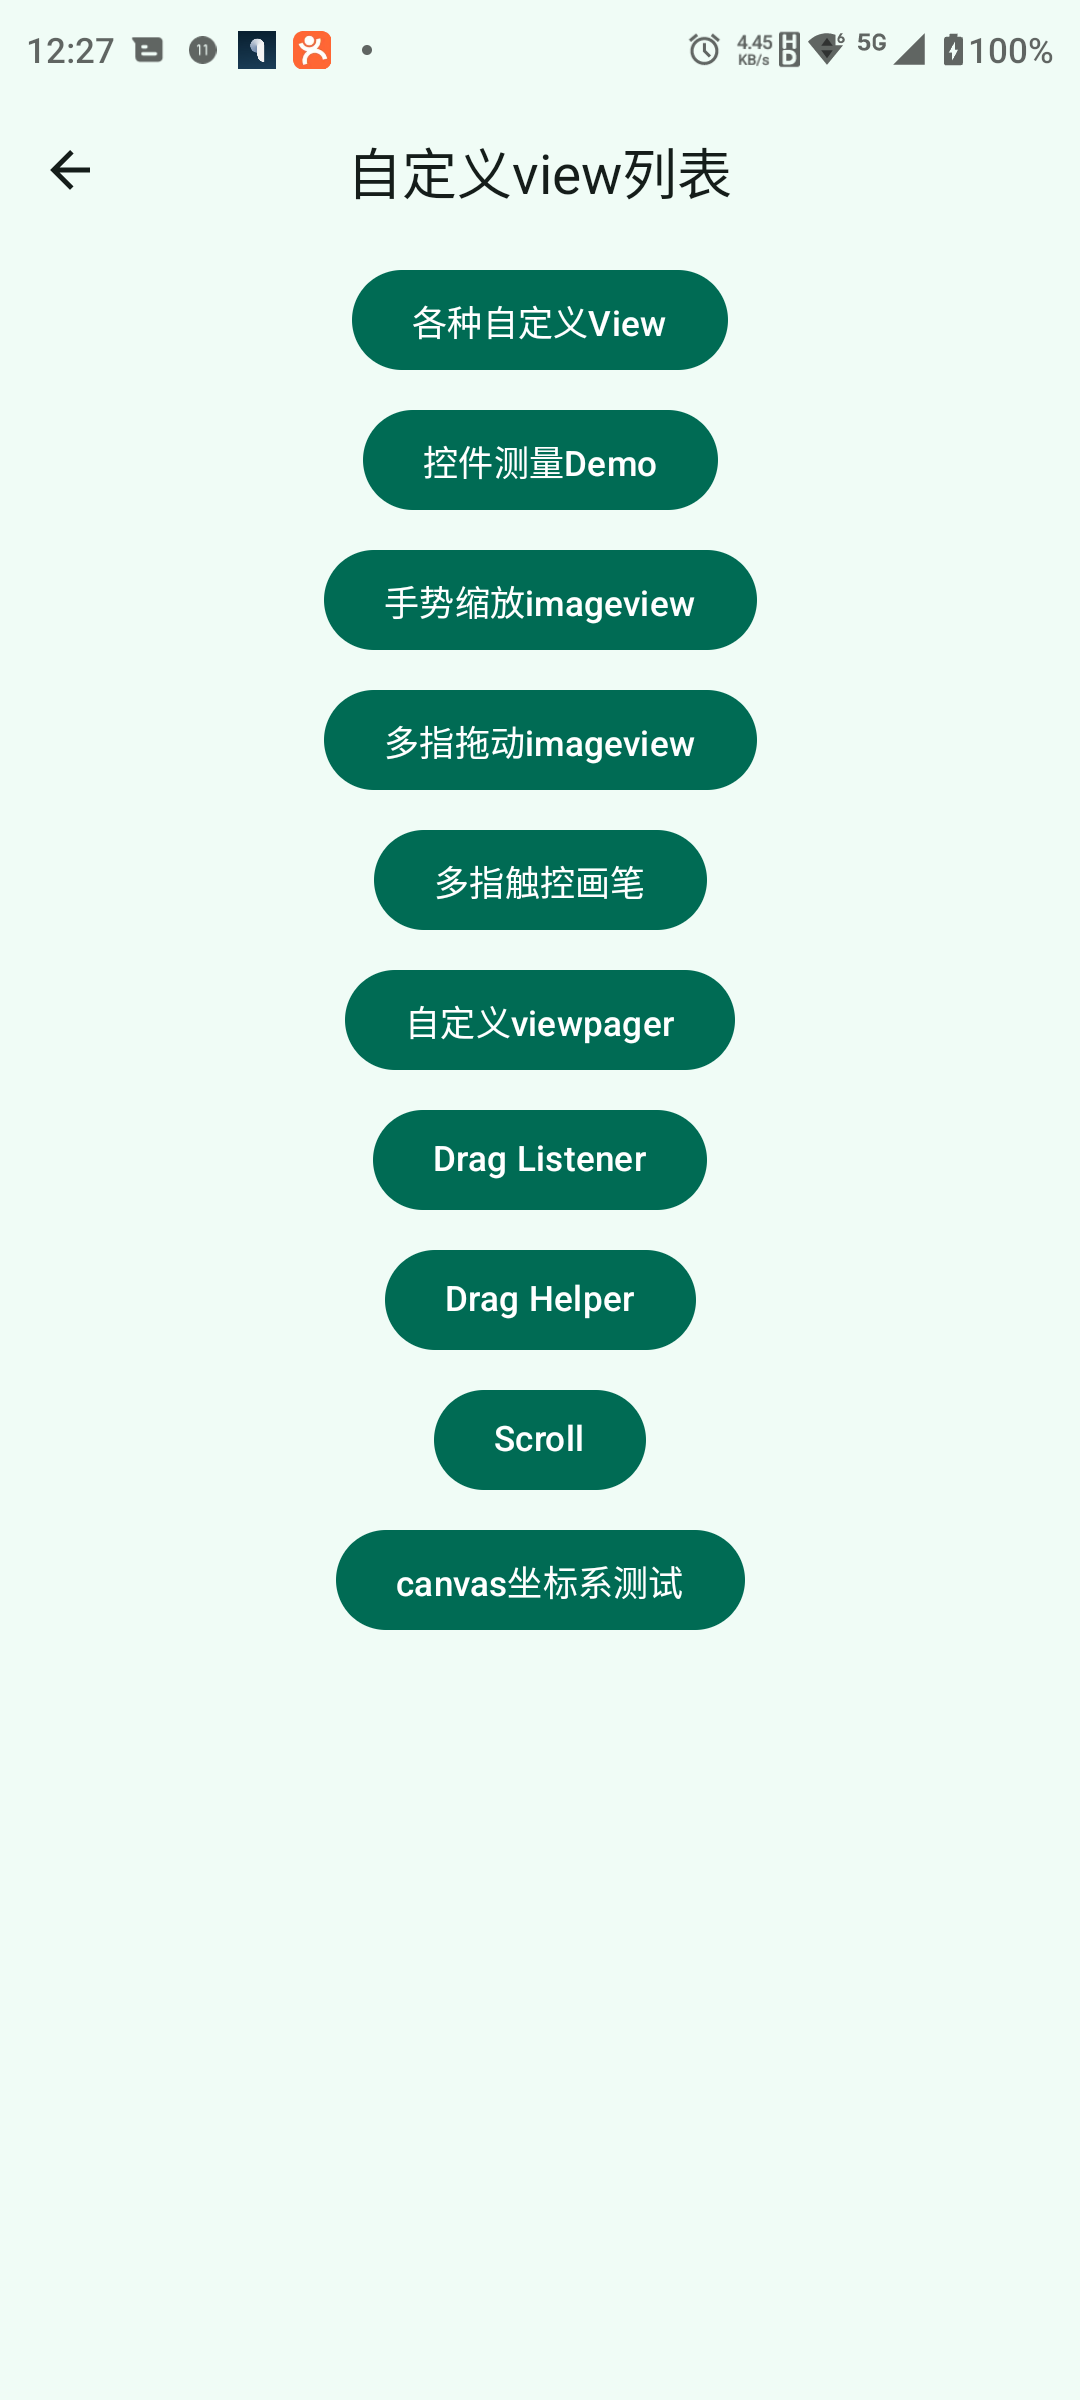 12:27 4.45 KB/s HD 6 5G 100%
自定义view列表
各种自定义View
控件测量Demo
手势缩放imageview
多指拖动imageview
多指触控画笔
自定义viewpager
Drag Listener
Drag Helper
Scroll
canvas坐标系测试